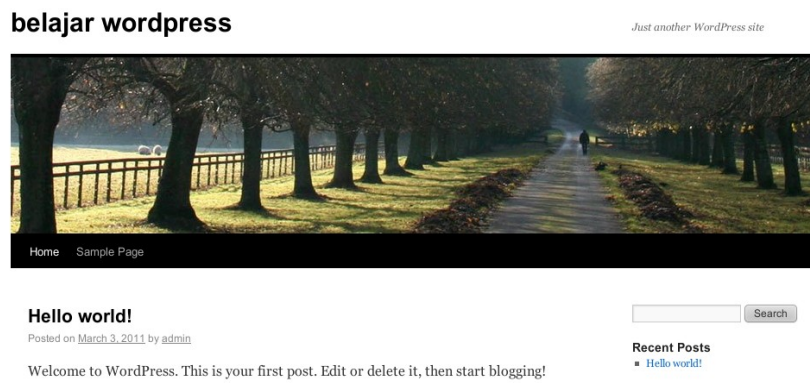 belajar wordpress
Just another WordPress site
Home Sample Page
Hello world!
Posted on March 3, 2011 by admin
Welcome to WordPress. This is your first post. Edit or delete it, then start blogging!
Search
Recent Posts
Hello world!